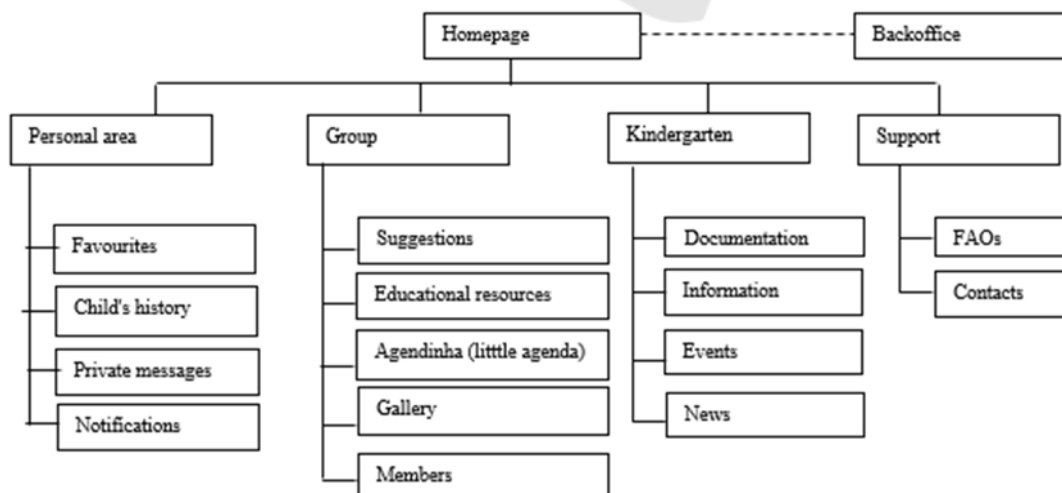 Homepage
Backoffice
Personal area
Group
Kindergarten
Support
Favourites
Child's history
Private messages
Notifications
Suggestions
Educational resources
Agendinha (litttle agenda)
Gallery
Members
Documentation
Information
Events
News
FAOs
Contacts